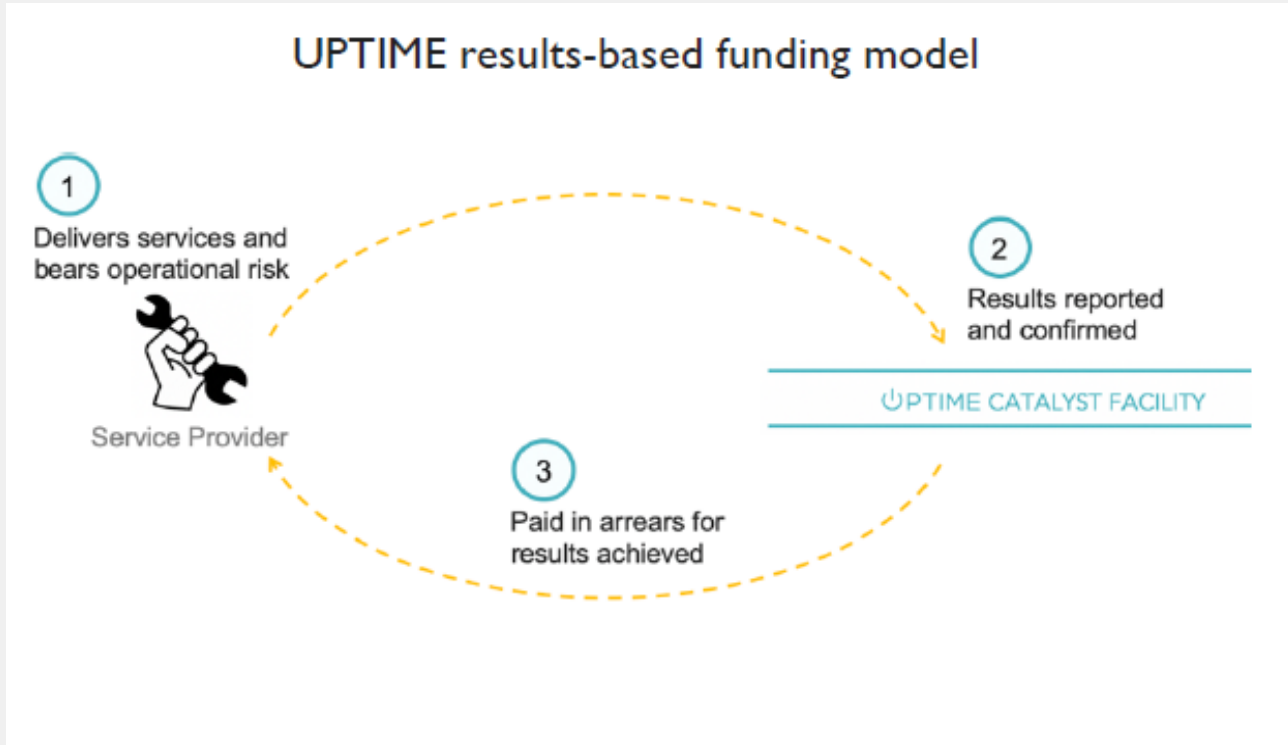 UPTIME results-based funding model
1
Delivers services and
bears operational risk
Service Provider
2
Results reported
and confirmed
UPTIME CATALYST FACILITY
3
Paid in arrears for
results achieved